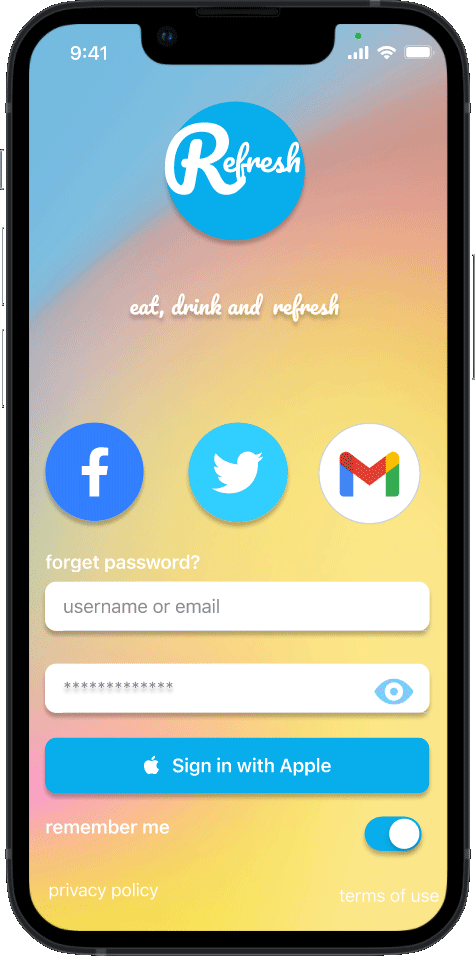 9:41
Refresh
eat, drink and refresh
forget password?
username or email
*************
Sign in with Apple
remember me
privacy policy
terms of use